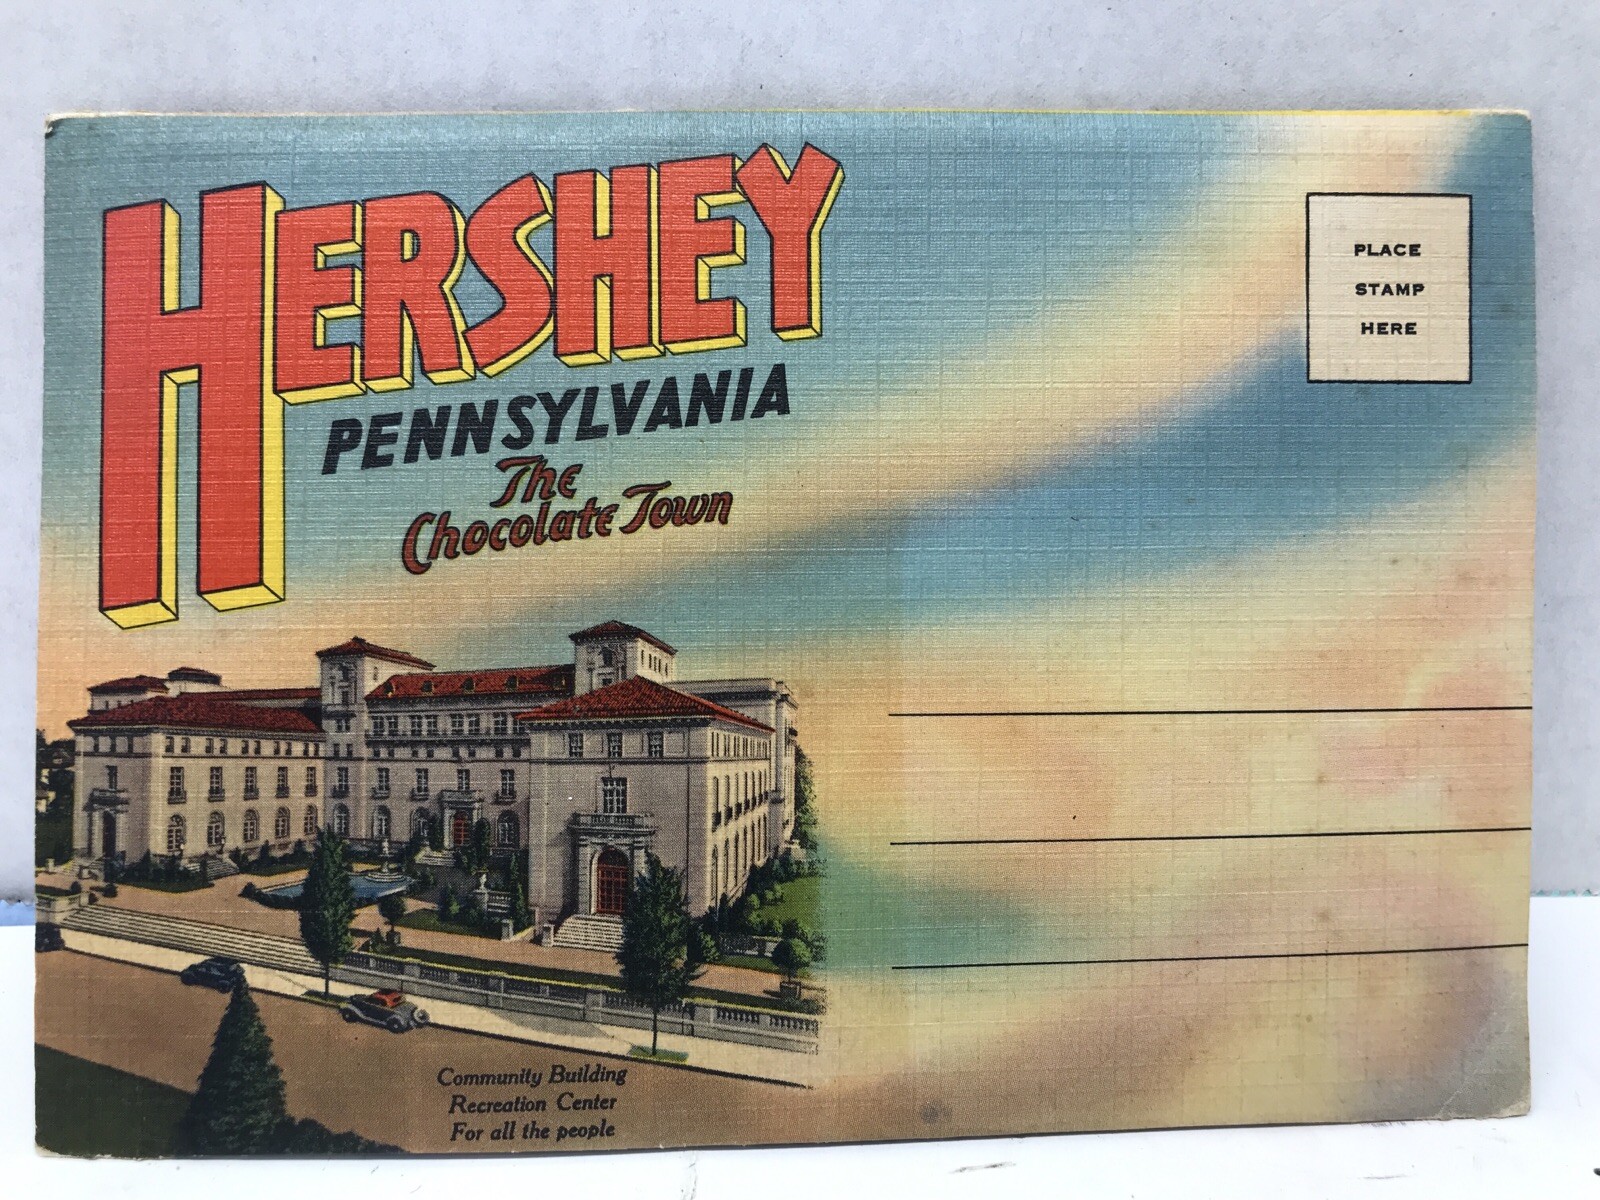 HERSHEY
PENNSYLVANIA
The
Chocolate Town
PLACE
STAMP
HERE
Community Building
Recreation Center
For all the people